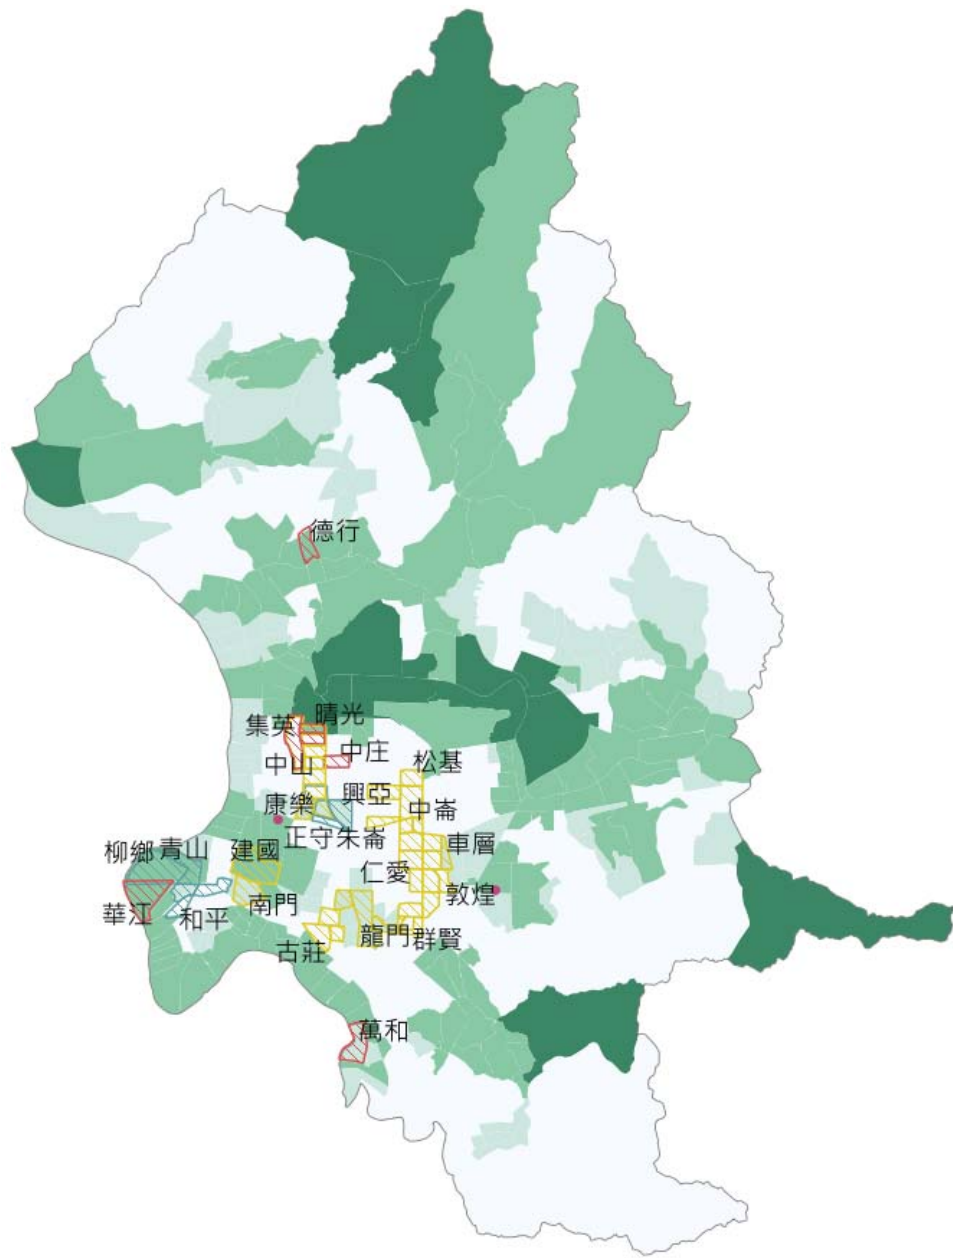 德行
集英
晴光
中山
中庄
松基
康樂
興亞
中崙
正守
朱崙
柳鄉
青山
建國
仁愛
車層
華江
和平
南門
敦煌
古莊
龍門
群賢
萬和